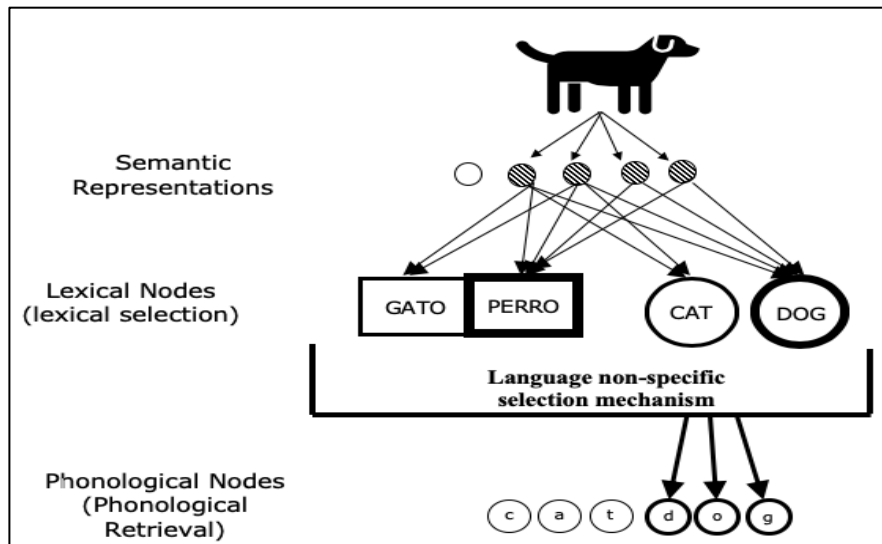 Semantic
Representations
Lexical Nodes
(lexical selection)
GATO PERRO CAT DOG
Language non-specific
selection mechanism
Phonological Nodes
(Phonological
Retrieval)
c a t d o g